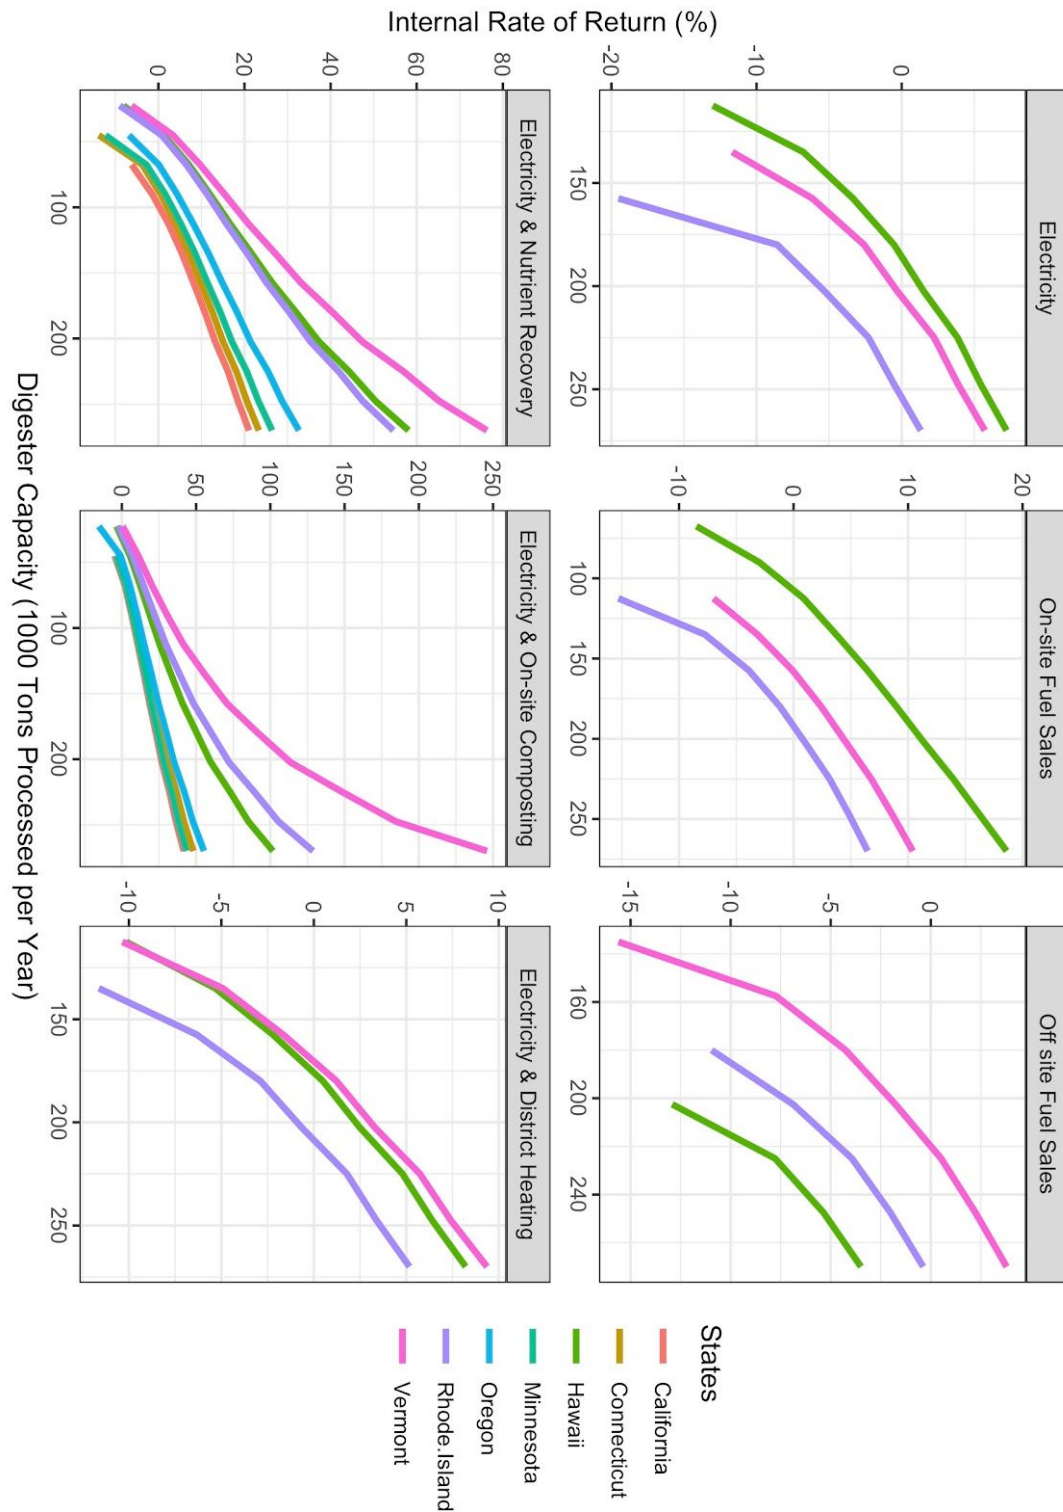 Internal Rate of Return (%)
Electricity
-20
-10
0
150
200
250
On-site Fuel Sales
-10
0
10
20
100
150
200
250
Off site Fuel Sales
-15
-10
-5
0
160
200
240
Electricity & Nutrient Recovery
0
20
40
60
80
100
200
Electricity & On-site Composting
0
50
100
150
200
250
100
200
Electricity & District Heating
-10
-5
0
5
10
150
200
250
Digester Capacity (1000 Tons Processed per Year)
States
California
Connecticut
Hawaii
Minnesota
Oregon
Rhode.Island
Vermont